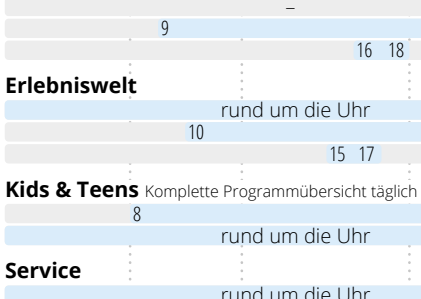 9
16 18
Erlebniswelt
rund um die Uhr
10
15 17
Kids & Teens Komplette Programmübersicht täglich
8
rund um die Uhr
Service
rund um die Uhr